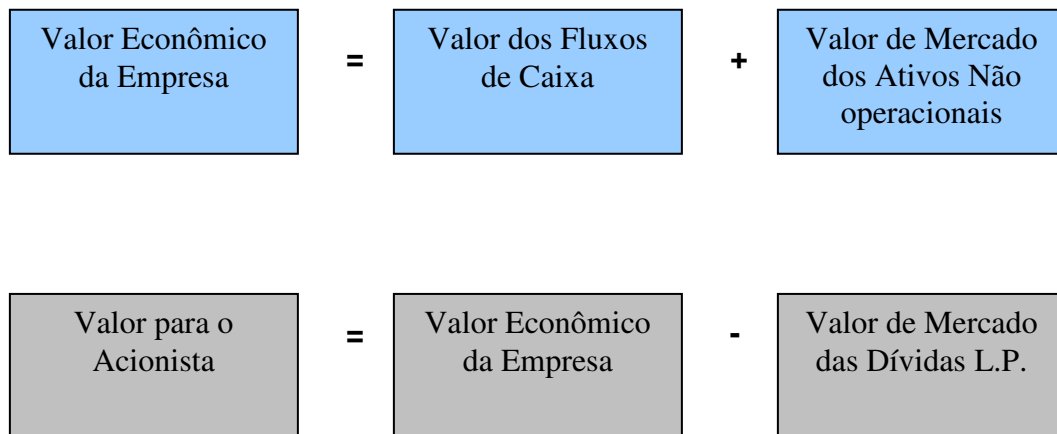 Valor Econômico
da Empresa
=
Valor dos Fluxos
de Caixa
+
Valor de Mercado
dos Ativos Não
operacionais
Valor para o
Acionista
=
Valor Econômico
da Empresa
-
Valor de Mercado
das Dívidas L.P.